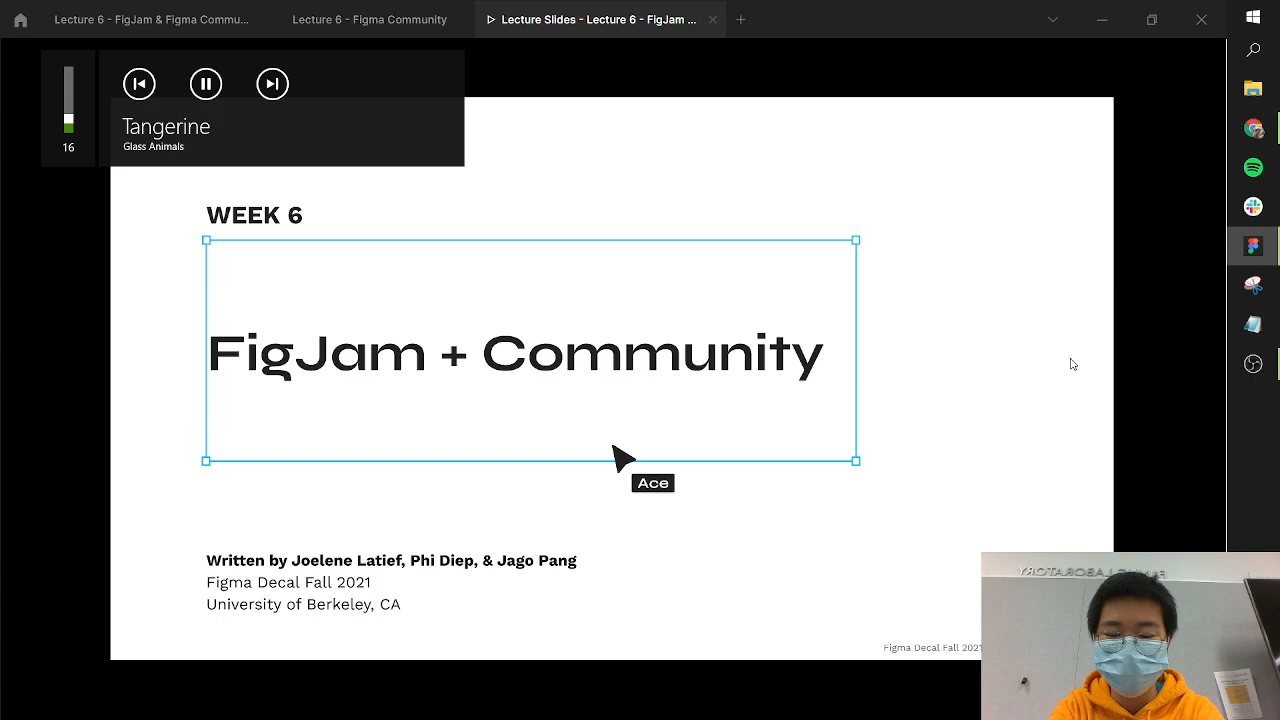 Lecture 6 - FigJam & Figma Commu...
Lecture 6 - Figma Community
Lecture Slides - Lecture 6 - FigJam ...
16
Tangerine
Glass Animals
WEEK 6
FigJam + Community
Ace
Written by Joelene Latief, Phi Diep, & Jago Pang
Figma Decal Fall 2021
University of Berkeley, CA
Figma Decal Fall 2021